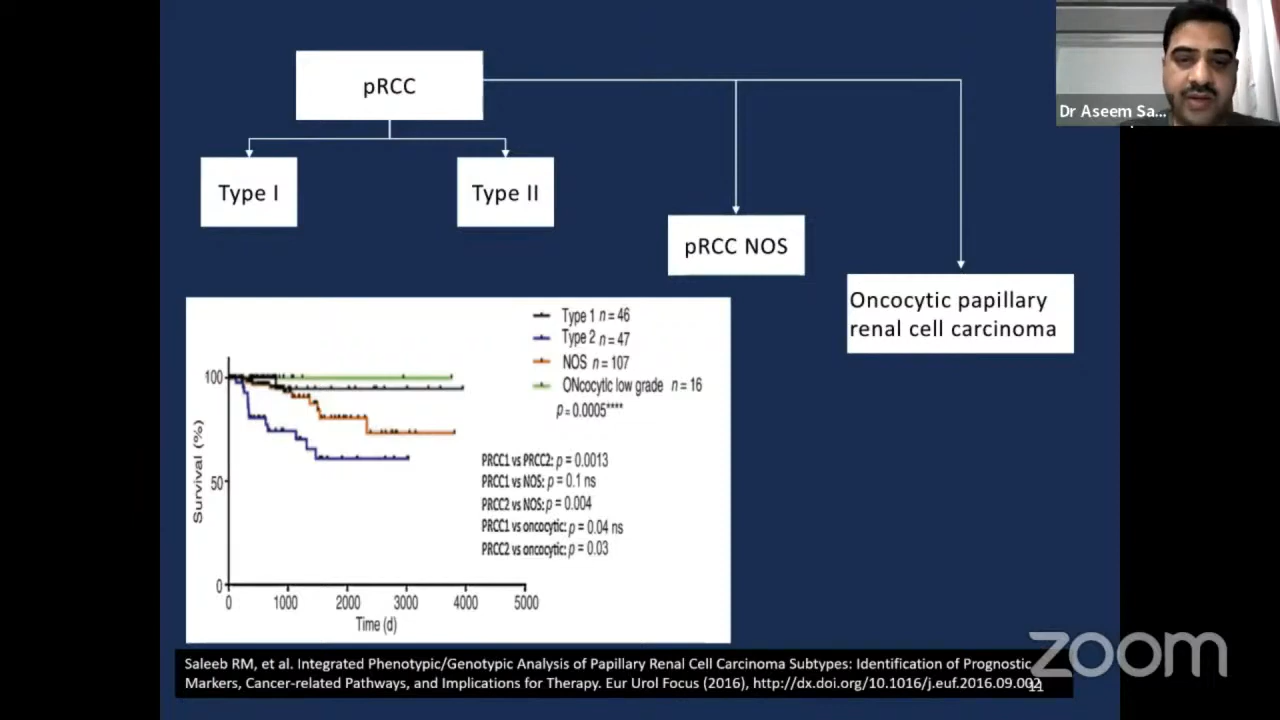 pRCC
Dr Aseem Sa...
Type I
Type II
pRCC NOS
Oncocytic papillary
renal cell carcinoma
Type 1 n = 46
Type 2 n = 47
NOS n = 107
ONcocytic low grade n = 16
p = 0.0005****
100
50
0
Survival (%)
PRCC1 vs PRCC2: p = 0.0013
PRCC1 vs NOS: p = 0.1 ns
PRCC2 vs NOS: p = 0.004
PRCC1 vs oncocytic: p = 0.04 ns
PRCC2 vs oncocytic: p = 0.03
0 1000 2000 3000 4000 5000
Time (d)
zoom
Saleeb RM, et al. Integrated Phenotypic/Genotypic Analysis of Papillary Renal Cell Carcinoma Subtypes: Identification of Prognostic
Markers, Cancer-related Pathways, and Implications for Therapy. Eur Urol Focus (2016), http://dx.doi.org/10.1016/j.euf.2016.09.002
11